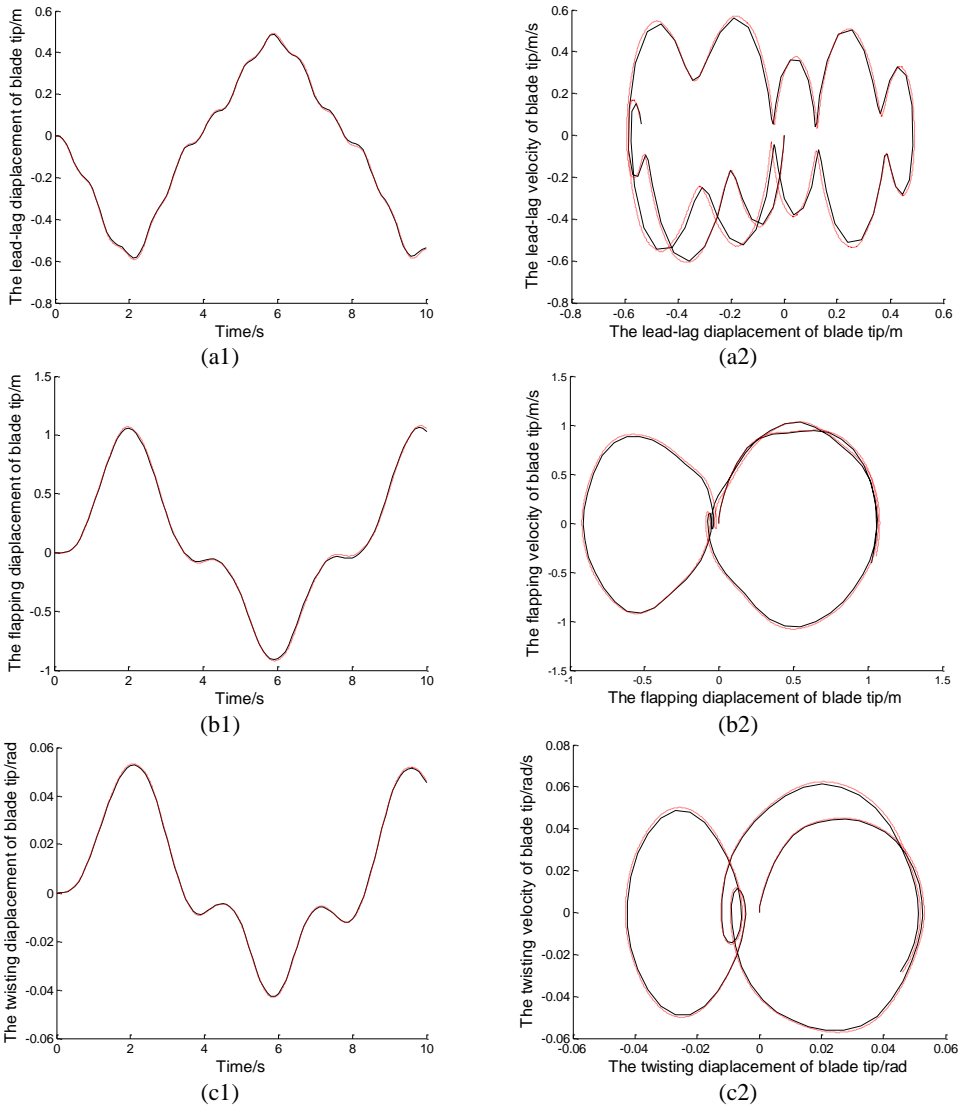 The lead-lag diaplacement of blade tip/m
0.6
0.4
0.2
0
-0.2
-0.4
-0.6
-0.8
0 2 4 6 8 10
Time/s
(a1)
The lead-lag velocity of blade tip/m/s
0.8
0.6
0.4
0.2
0
-0.2
-0.4
-0.6
-0.8
-0.8 -0.6 -0.4 -0.2 0 0.2 0.4 0.6
The lead-lag diaplacement of blade tip/m
(a2)
The flapping diaplacement of blade tip/m
1.5
1
0.5
0
-0.5
-1
0 2 4 6 8 10
Time/s
(b1)
The flapping velocity of blade tip/m/s
1.5
1
0.5
0
-0.5
-1
-1.5
-1 -0.5 0 0.5 1 1.5
The flapping diaplacement of blade tip/m
(b2)
The twisting diaplacement of blade tip/rad
0.06
0.04
0.02
0
-0.02
-0.04
-0.06
0 2 4 6 8 10
Time/s
(c1)
The twisting velocity of blade tip/rad/s
0.08
0.06
0.04
0.02
0
-0.02
-0.04
-0.06
-0.06 -0.04 -0.02 0 0.02 0.04 0.06
The twisting displacement of blade tip/rad
(c2)